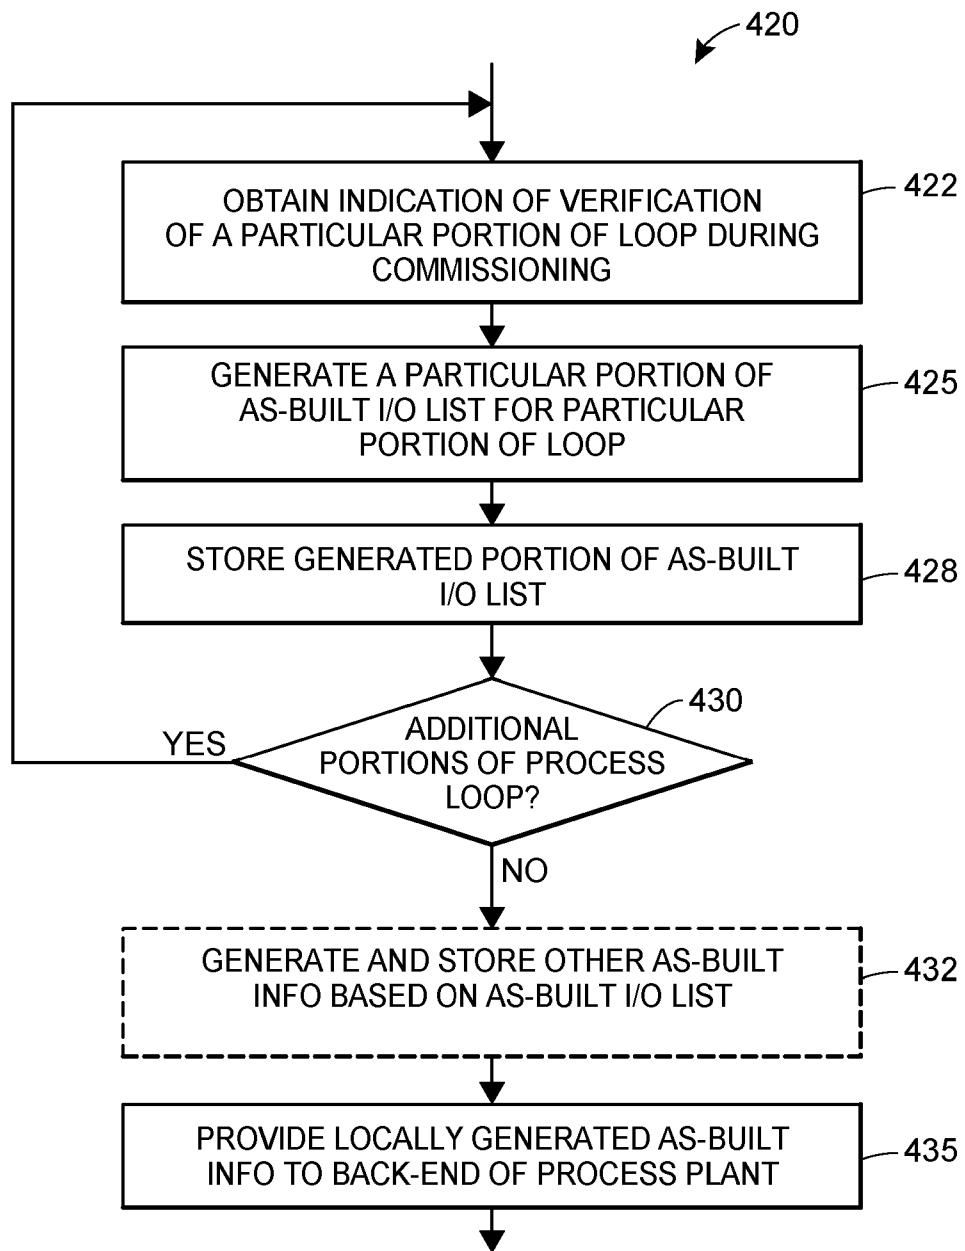 420
OBTAIN INDICATION OF VERIFICATION
OF A PARTICULAR PORTION OF LOOP DURING
COMMISSIONING
422
GENERATE A PARTICULAR PORTION OF
AS-BUILT I/O LIST FOR PARTICULAR
PORTION OF LOOP
425
STORE GENERATED PORTION OF AS-BUILT
I/O LIST
428
430
ADDITIONAL
PORTIONS OF PROCESS
LOOP?
YES
NO
GENERATE AND STORE OTHER AS-BUILT
INFO BASED ON AS-BUILT I/O LIST
432
PROVIDE LOCALLY GENERATED AS-BUILT
INFO TO BACK-END OF PROCESS PLANT
435